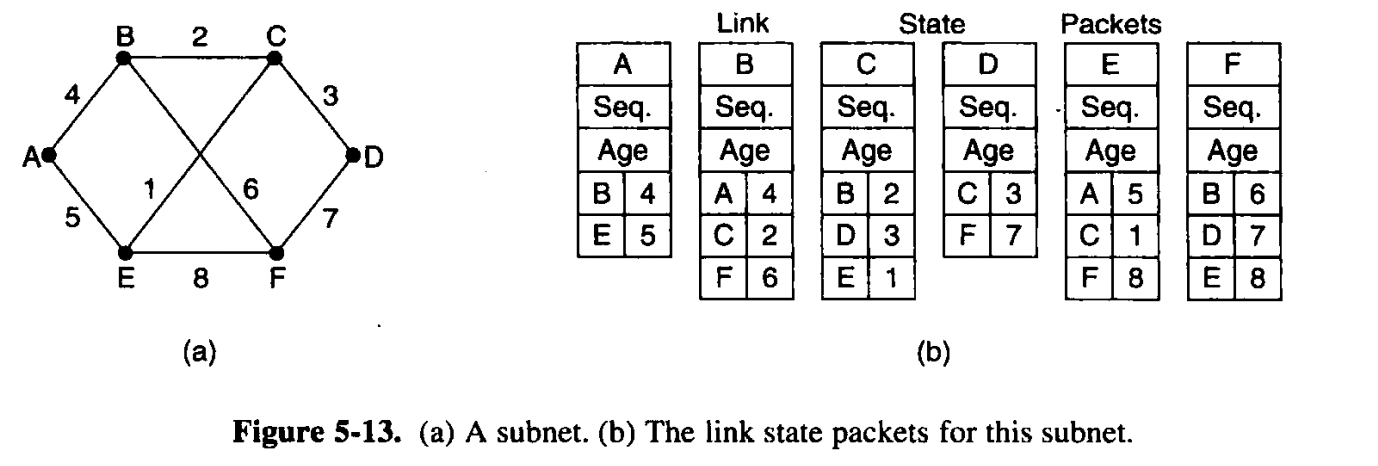 B 2 C
4 3
A D
1 6
5 7
E 8 F
(a)
Link State Packets
A B C D E F
Seq. Seq. Seq. Seq. Seq. Seq.
Age Age Age Age Age Age
B 4 A 4 B 2 C 3 A 5 B 6
E 5 C 2 D 3 F 7 C 1 D 7
F 6 E 1 F 8 E 8
(b)
Figure 5-13. (a) A subnet. (b) The link state packets for this subnet.